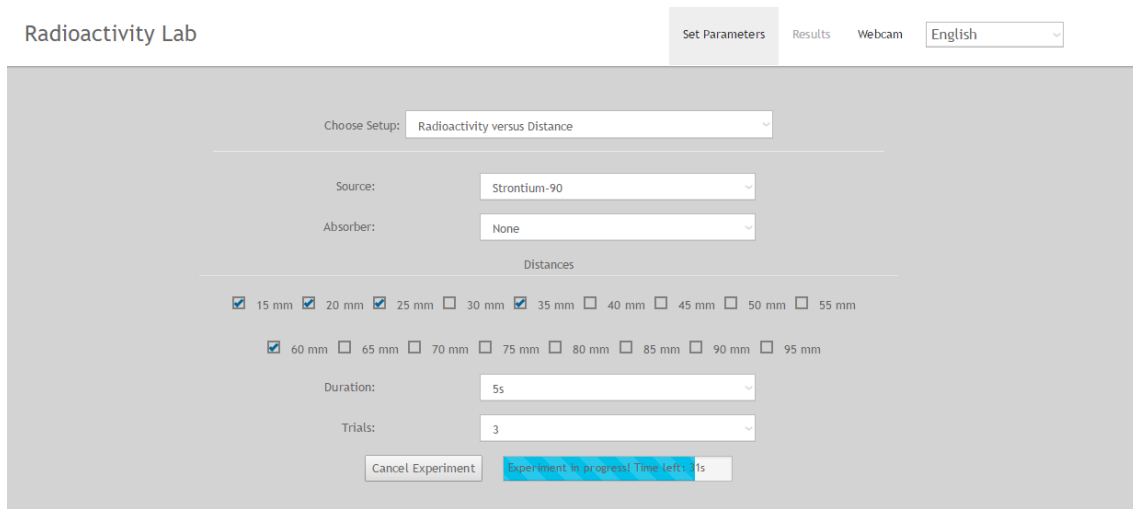 Radioactivity Lab
Set Parameters Results Webcam English
Choose Setup: Radioactivity versus Distance
Source: Strontium-90
Absorber: None
Distances
15 mm 20 mm 25 mm 30 mm 35 mm 40 mm 45 mm 50 mm 55 mm
60 mm 65 mm 70 mm 75 mm 80 mm 85 mm 90 mm 95 mm
Duration: 5s
Trials: 3
Cancel Experiment Experiment in progress! Time left: 31s